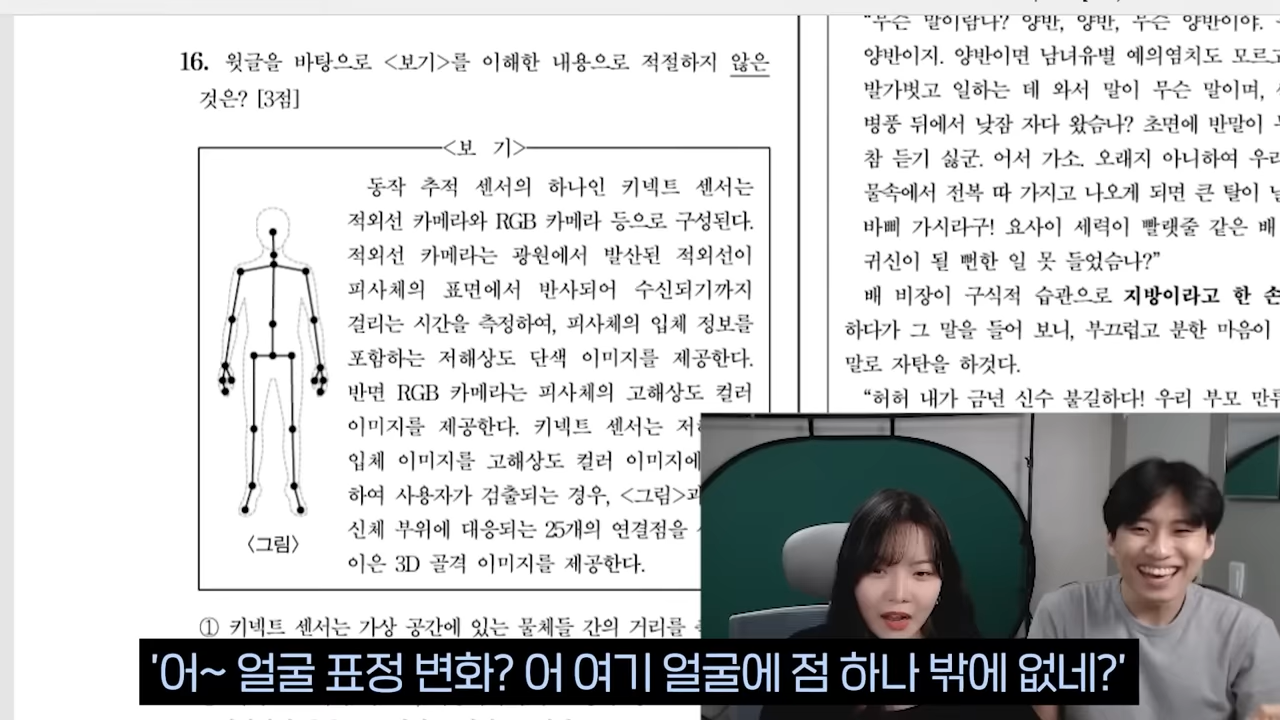 16. 윗글을 바탕으로 <보기>를 이해한 내용으로 적절하지 않은
것은? [3점]
<보 기>
동작 추적 센서의 하나인 키넥트 센서는
적외선 카메라와 RGB 카메라 등으로 구성된다.
적외선 카메라는 광원에서 발산된 적외선이
피사체의 표면에서 반사되어 수신되기까지
걸리는 시간을 측정하여, 피사체의 입체 정보를
포함하는 저해상도 단색 이미지를 제공한다.
반면 RGB 카메라는 피사체의 고해상도 컬러
이미지를 제공한다. 키넥트 센서는
입체 이미지를 고해상도 컬러 이미지에
하여 사용자가 검출되는 경우, <그림>과
신체 부위에 대응되는 25개의 연결점을
이은 3D 골격 이미지를 제공한다.
<그림>
① 키넥트 센서는 가상 공간에 있는 물체들 간의 거리를
"무슨 말이람나? 양반, 양반, 무슨 양반이야.
양반이지. 양반이면 남녀유별 예의염치도 모르고
발가벗고 일하는 데 와서 말이 무슨 말이며,
병풍 뒤에서 낮잠 자다 왔슴나? 초면에 반말이
참 듣기 싫군. 어서 가소. 오래지 아니하여 우리
물속에서 전복 따 가지고 나오게 되면 큰 탈이
바삐 가시라구! 요사이 세력이 빨랫줄 같은 배
귀신이 될 뻔한 일 못 들었슴나?"
배 비장이 구식적 습관으로 지방이라고 한 손
하다가 그 말을 들어 보니, 부끄럽고 분한 마음이
말로 자탄을 하것다.
"허허 내가 금년 신수 불길하다! 우리 부모 만류
'어~ 얼굴 표정 변화? 어 여기 얼굴에 점 하나 밖에 없네?'